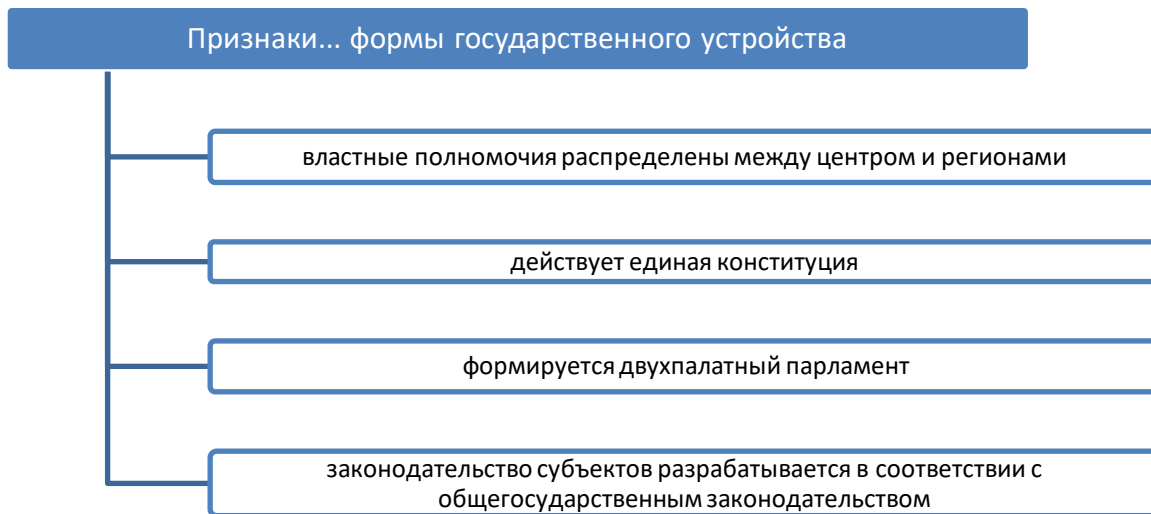 Признаки... формы государственного устройства
властные полномочия распределены между центром и регионами
действует единая конституция
формируется двухпалатный парламент
законодательство субъектов разрабатывается в соответствии с
общегосударственным законодательством